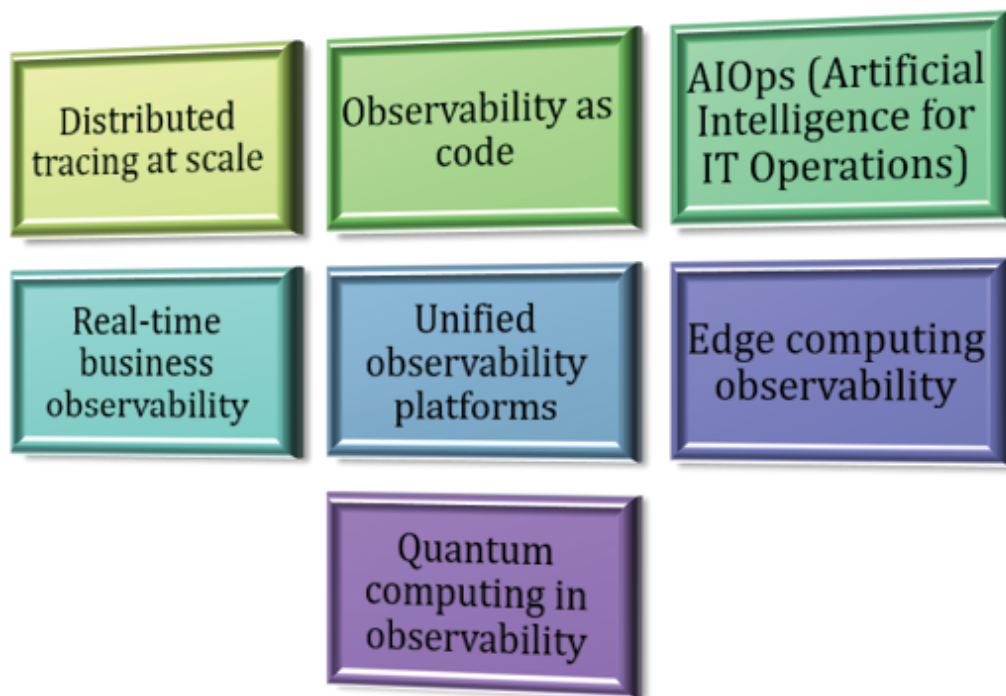 Distributed
tracing at scale
Observability as
code
AIOps (Artificial
Intelligence for
IT Operations)
Real-time
business
observability
Unified
observability
platforms
Edge computing
observability
Quantum
computing in
observability